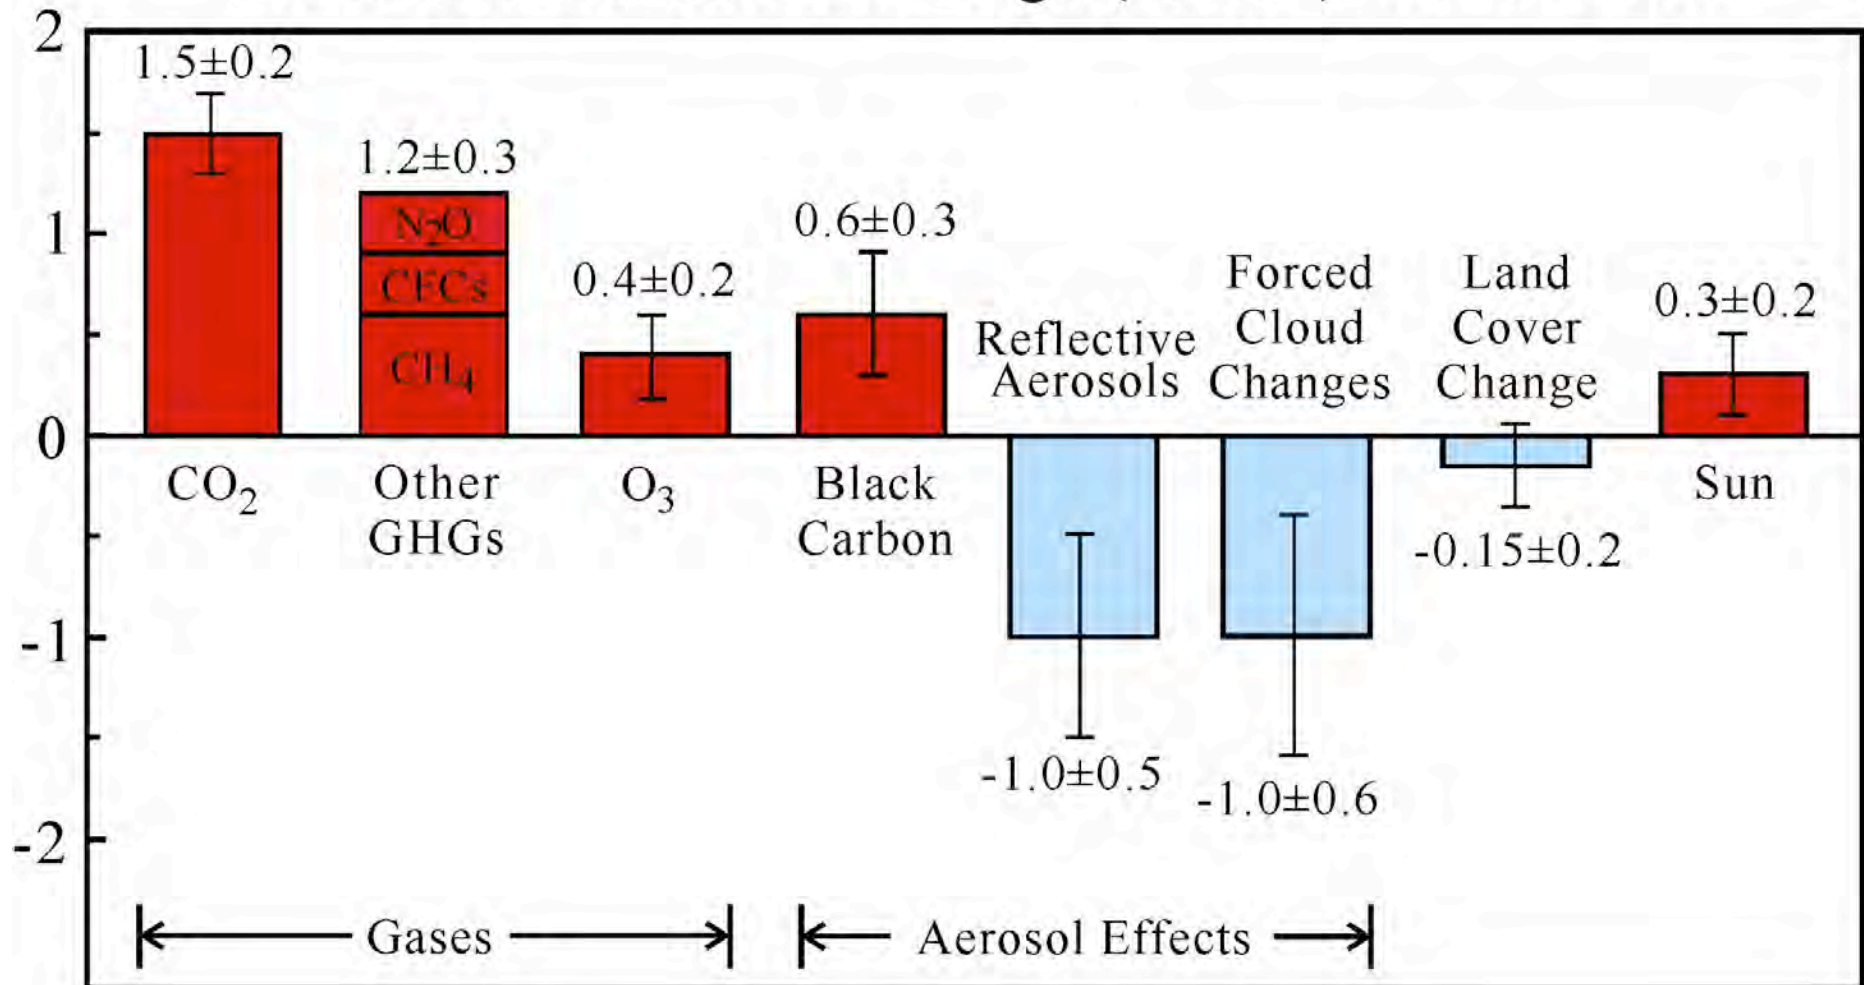 2
1
0
-1
-2
1.5±0.2
1.2±0.3
0.4±0.2
0.6±0.3
0.3±0.2
N₂O
CFCs
CH₄
Reflective
Aerosols
Forced
Cloud
Changes
Land
Cover
Change
CO₂
Other
GHGs
O₃
Black
Carbon
Sun
-1.0±0.5
-1.0±0.6
-0.15±0.2
Gases
Aerosol Effects